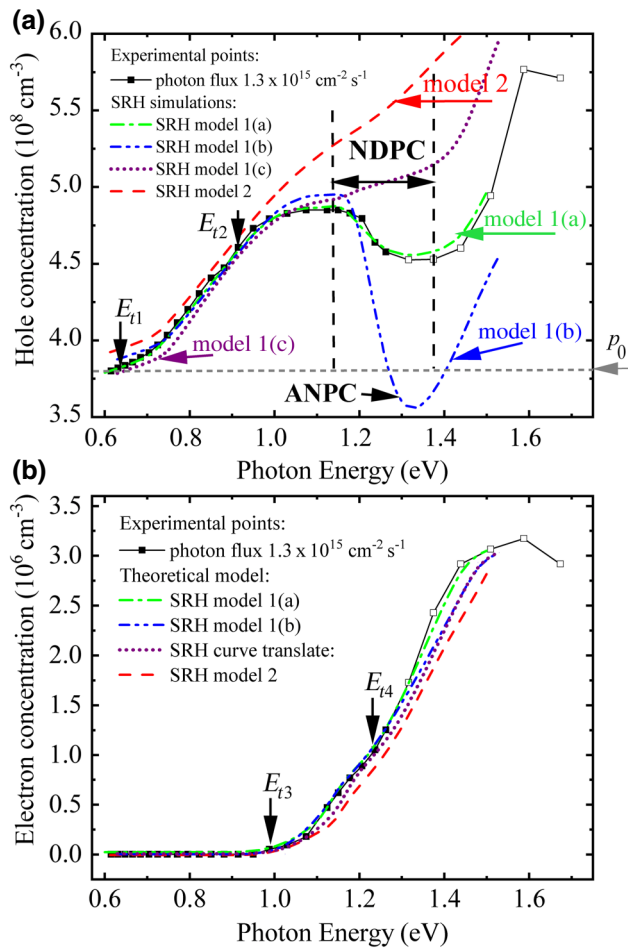 (a)
6.0
5.5
5.0
4.5
4.0
3.5
Hole concentration (10⁸ cm⁻³)
Experimental points:
photon flux 1.3 x 10¹⁵ cm⁻² s⁻¹
SRH simulations:
SRH model 1(a)
SRH model 1(b)
SRH model 1(c)
SRH model 2
model 2
NDPC
Eₜ₂
model 1(a)
Eₜ₁
model 1(c)
model 1(b)
p₀
ANPC
0.6 0.8 1.0 1.2 1.4 1.6
Photon Energy (eV)
(b)
3.5
3.0
2.5
2.0
1.5
1.0
0.5
0.0
Electron concentration (10⁶ cm⁻³)
Experimental points:
photon flux 1.3 x 10¹⁵ cm⁻² s⁻¹
Theoretical model:
SRH model 1(a)
SRH model 1(b)
SRH curve translate:
SRH model 2
Eₜ₄
Eₜ₃
0.6 0.8 1.0 1.2 1.4 1.6
Photon Energy (eV)